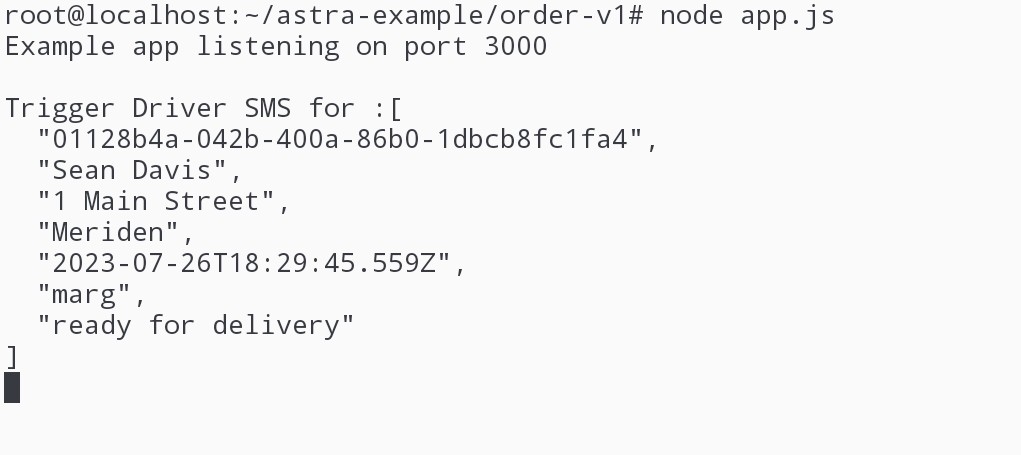 root@localhost:~/astra-example/order-v1# node app.js
Example app listening on port 3000
Trigger Driver SMS for :[
"01128b4a-042b-400a-86b0-1dbcb8fc1fa4",
"Sean Davis",
"1 Main Street",
"Meriden",
"2023-07-26T18:29:45.559Z",
"marg",
"ready for delivery"
]